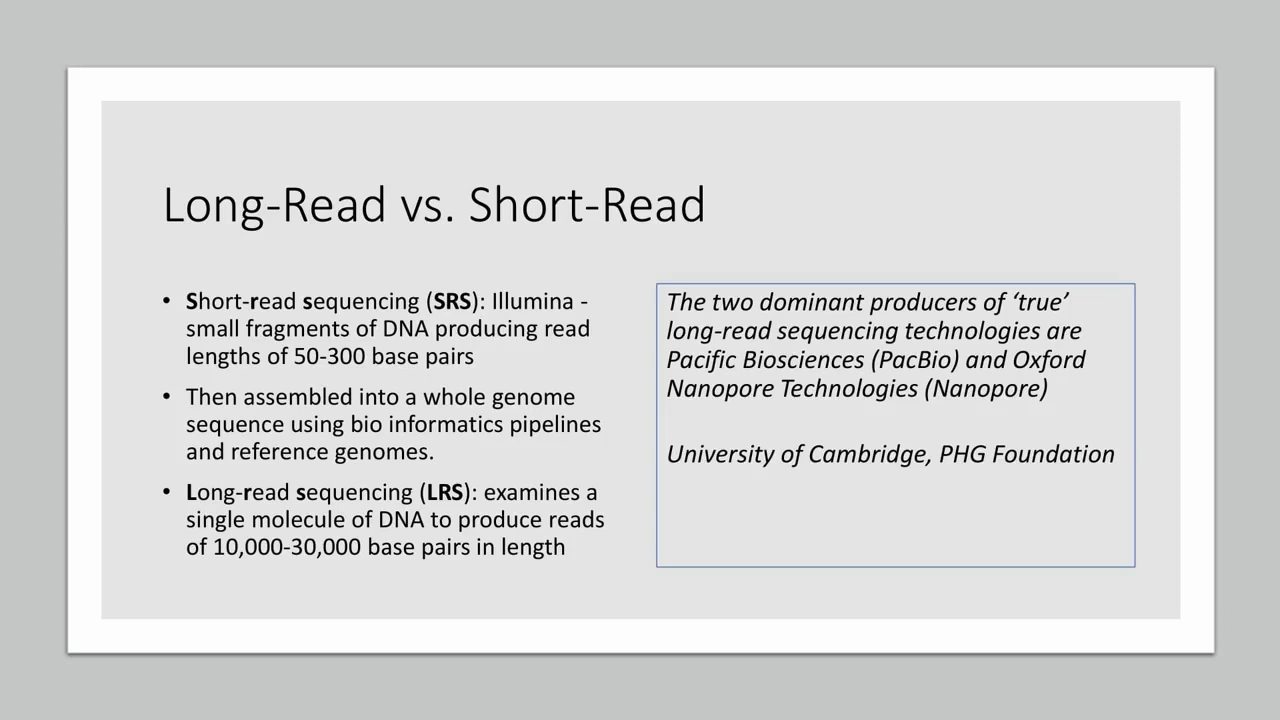 Long-Read vs. Short-Read
• Short-read sequencing (SRS): Illumina -
small fragments of DNA producing read
lengths of 50-300 base pairs
• Then assembled into a whole genome
sequence using bio informatics pipelines
and reference genomes.
• Long-read sequencing (LRS): examines a
single molecule of DNA to produce reads
of 10,000-30,000 base pairs in length
The two dominant producers of ‘true’
long-read sequencing technologies are
Pacific Biosciences (PacBio) and Oxford
Nanopore Technologies (Nanopore)
University of Cambridge, PHG Foundation